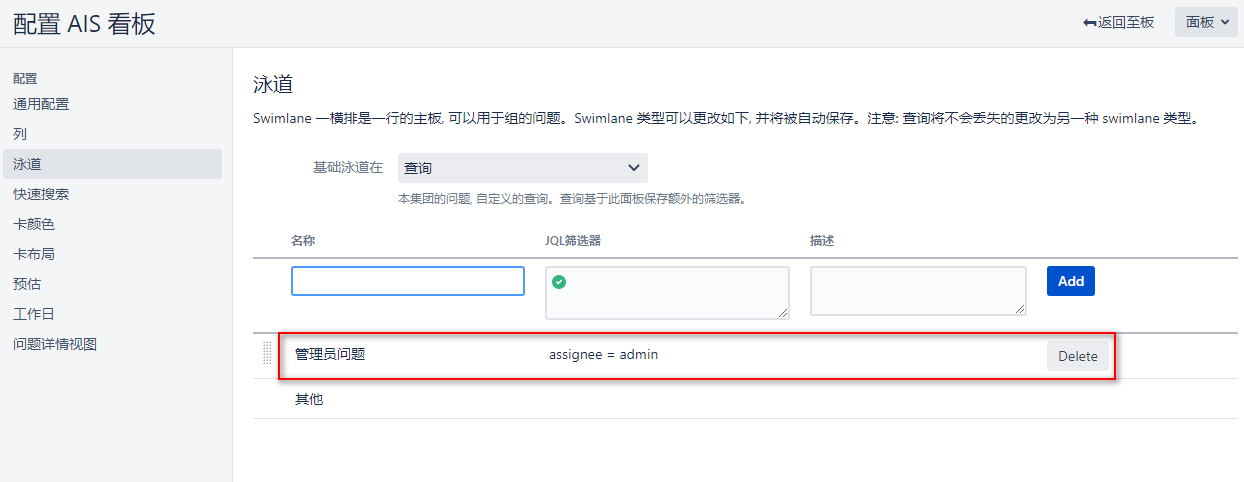 配置 AIS 看板
返回至板
面板
配置
通用配置
列
泳道
快速搜索
卡颜色
卡布局
预估
工作日
问题详情视图
泳道
Swimlane 一横排是一行的主板, 可以用于组的问题。Swimlane 类型可以更改如下, 并将被自动保存。注意: 查询将不会丢失的更改为另一种 swimlane 类型。
基础泳道在 查询
本集团的问题, 自定义的查询。查询基于此面板保存额外的筛选器。
名称 JQL筛选器 描述
Add
管理员问题 assignee = admin Delete
其他